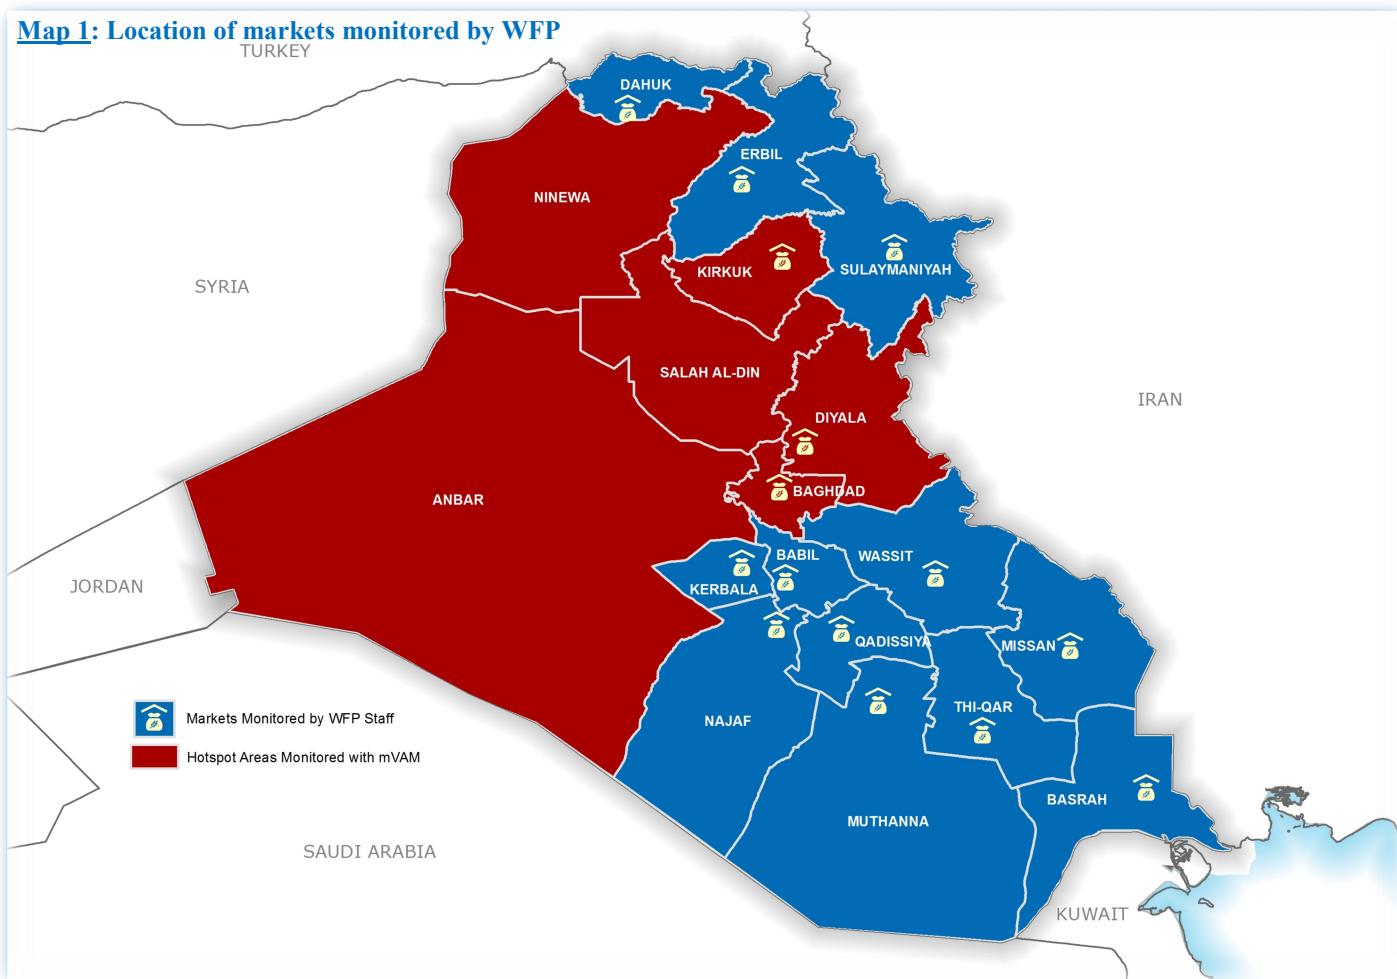 Map 1: Location of markets monitored by WFP
TURKEY
DAHUK
ERBIL
NINEWA
SULAYMANIYAH
KIRKUK
SYRIA
SALAH AL-DIN
IRAN
DIYALA
BAGHDAD
ANBAR
BABIL
WASSIT
JORDAN
KERBALA
QADISSIYA
MISSAN
THI-QAR
NAJAF
Markets Monitored by WFP Staff
Hotspot Areas Monitored with mVAM
BASRAH
MUTHANNA
SAUDI ARABIA
KUWAIT